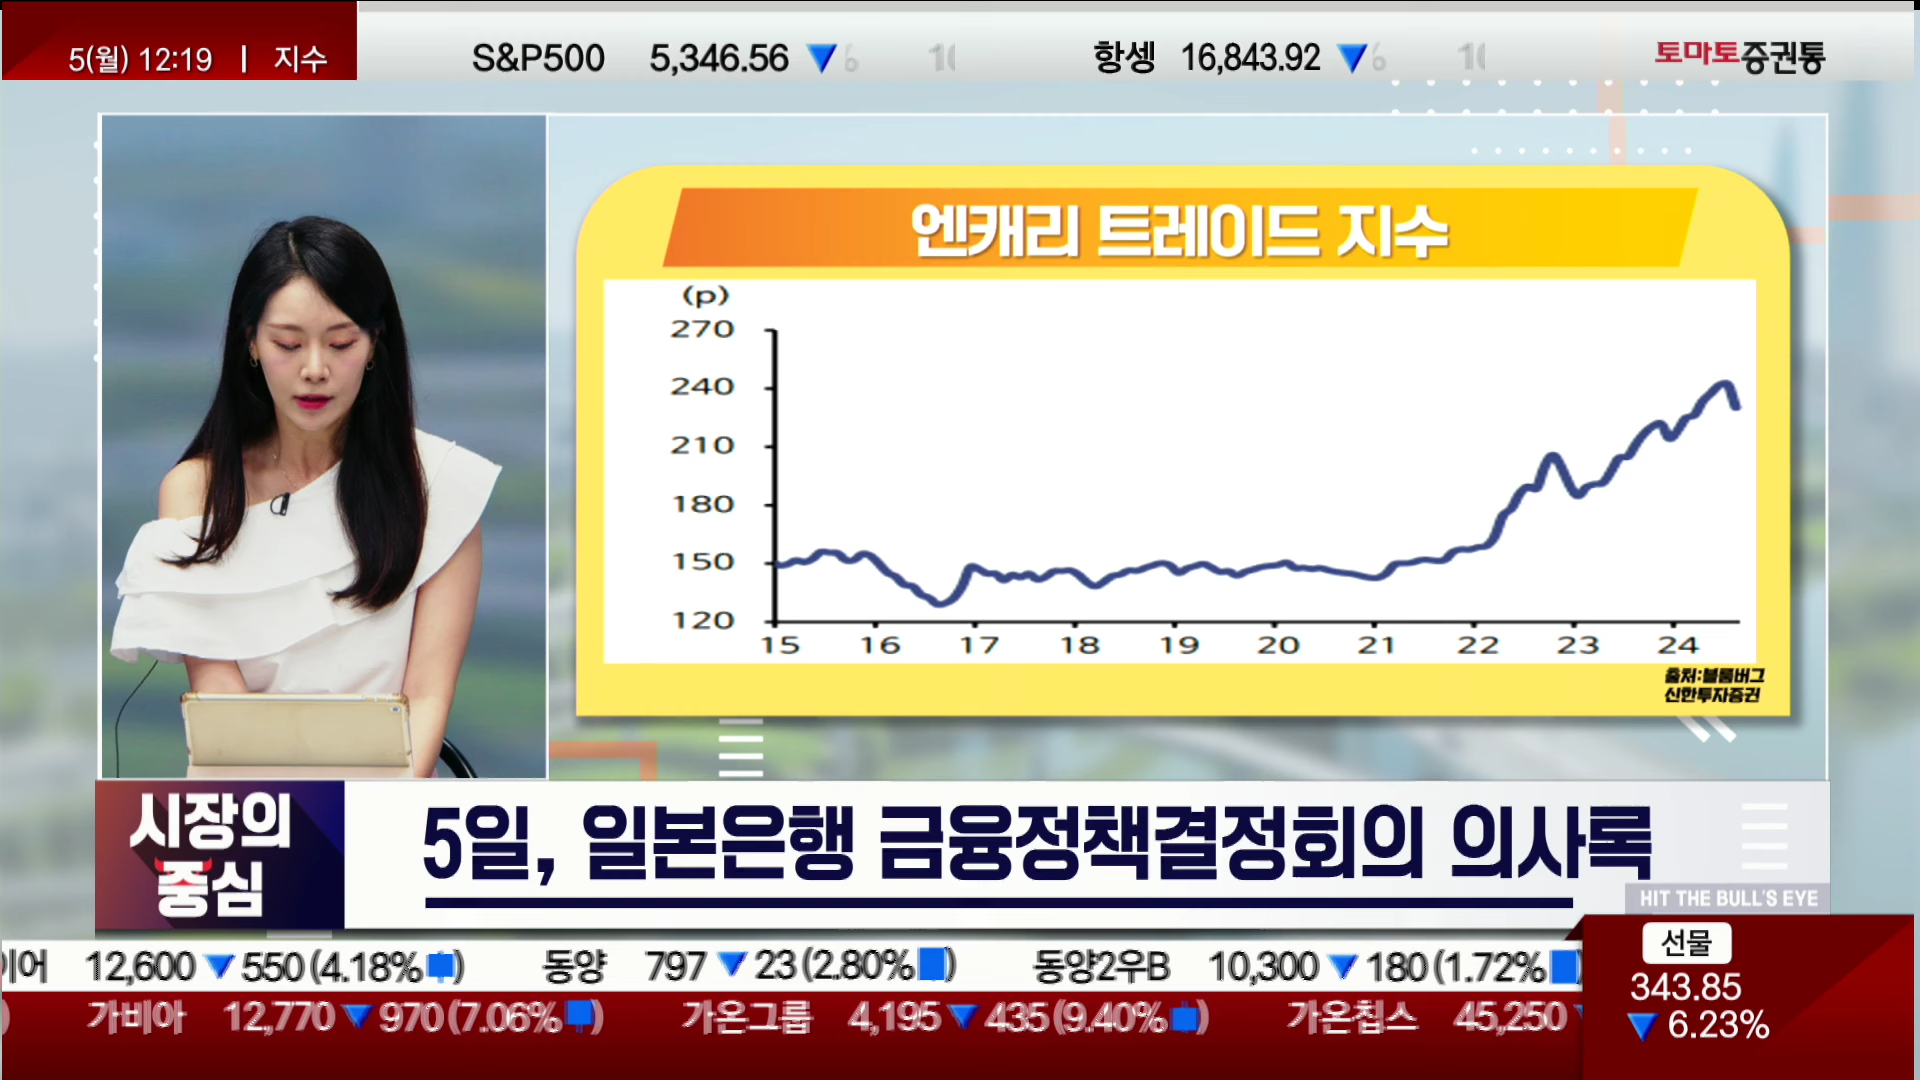 5(월) 12:19 | 지수
S&P500 5,346.56 ▼
항셍 16,843.92 ▼
토마토증권통
엔캐리 트레이드 지수
(p)
270
240
210
180
150
120
15 16 17 18 19 20 21 22 23 24
출처:블룸버그
신한투자증권
시장의
중심
5일, 일본은행 금융정책결정회의 의사록
HIT THE BULL'S EYE
이어 12,600 ▼ 550 (4.18%) 동양 797 ▼ 23 (2.80%) 동양2우B 10,300 ▼ 180 (1.72%)
가비아 12,770 ▼ 970 (7.06%) 가온그룹 4,195 ▼ 435 (9.40%) 가온칩스 45,250
선물
343.85
▼ 6.23%